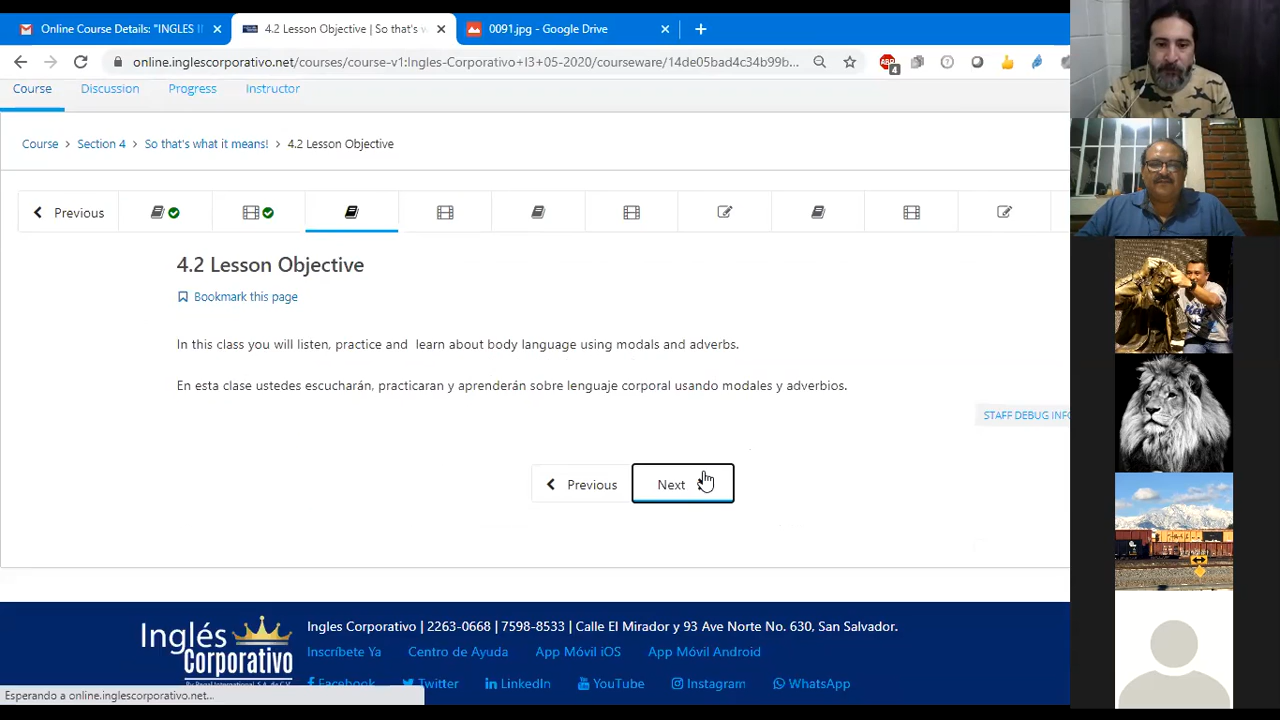 Online Course Details: "INGLES I
4.2 Lesson Objective | So that's w
0091.jpg - Google Drive
online.inglescorporativo.net/courses/course-v1:Ingles-Corporativo+I3+05-2020/courseware/14de05bad4c34b99b...
ABP
4
Course
Discussion
Progress
Instructor
Course > Section 4 > So that's what it means! > 4.2 Lesson Objective
Previous
4.2 Lesson Objective
Bookmark this page
In this class you will listen, practice and learn about body language using modals and adverbs.
En esta clase ustedes escucharán, practicaran y aprenderán sobre lenguaje corporal usando modales y adverbios.
STAFF DEBUG INFO
Previous
Next
Inglés
Corporativo
Ingles Corporativo | 2263-0668 | 7598-8533 | Calle El Mirador y 93 Ave Norte No. 630, San Salvador.
Inscríbete Ya
Centro de Ayuda
App Móvil iOS
App Móvil Android
Facebook
Twitter
LinkedIn
YouTube
Instagram
WhatsApp
Esperando a online.inglescorporativo.net...